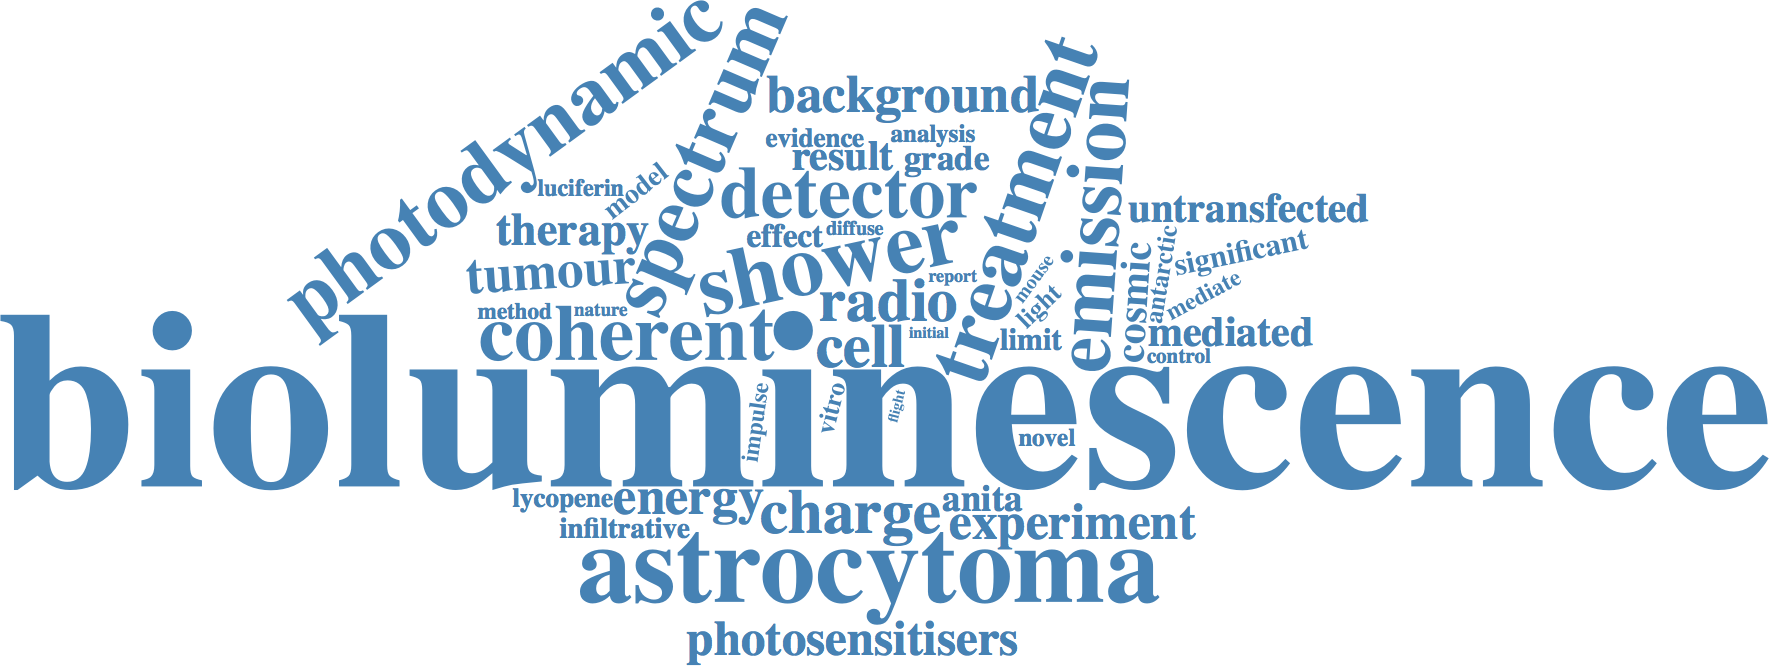 photodynamic
spectrum
background
treatment
emission
evidence
analysis
result
grade
luciferin
model
detector
untransfected
therapy
effect
diffuse
shower
cosmic
antarctic
significant
tumour
report
mouse
light
mediate
method
nature
radio
coherent
cell
initial
limit
mediated
control
bioluminescence
impulse
vitro
flight
novel
lycopene
energy
charge
anita
infiltrative
experiment
astrocytoma
photosensitisers